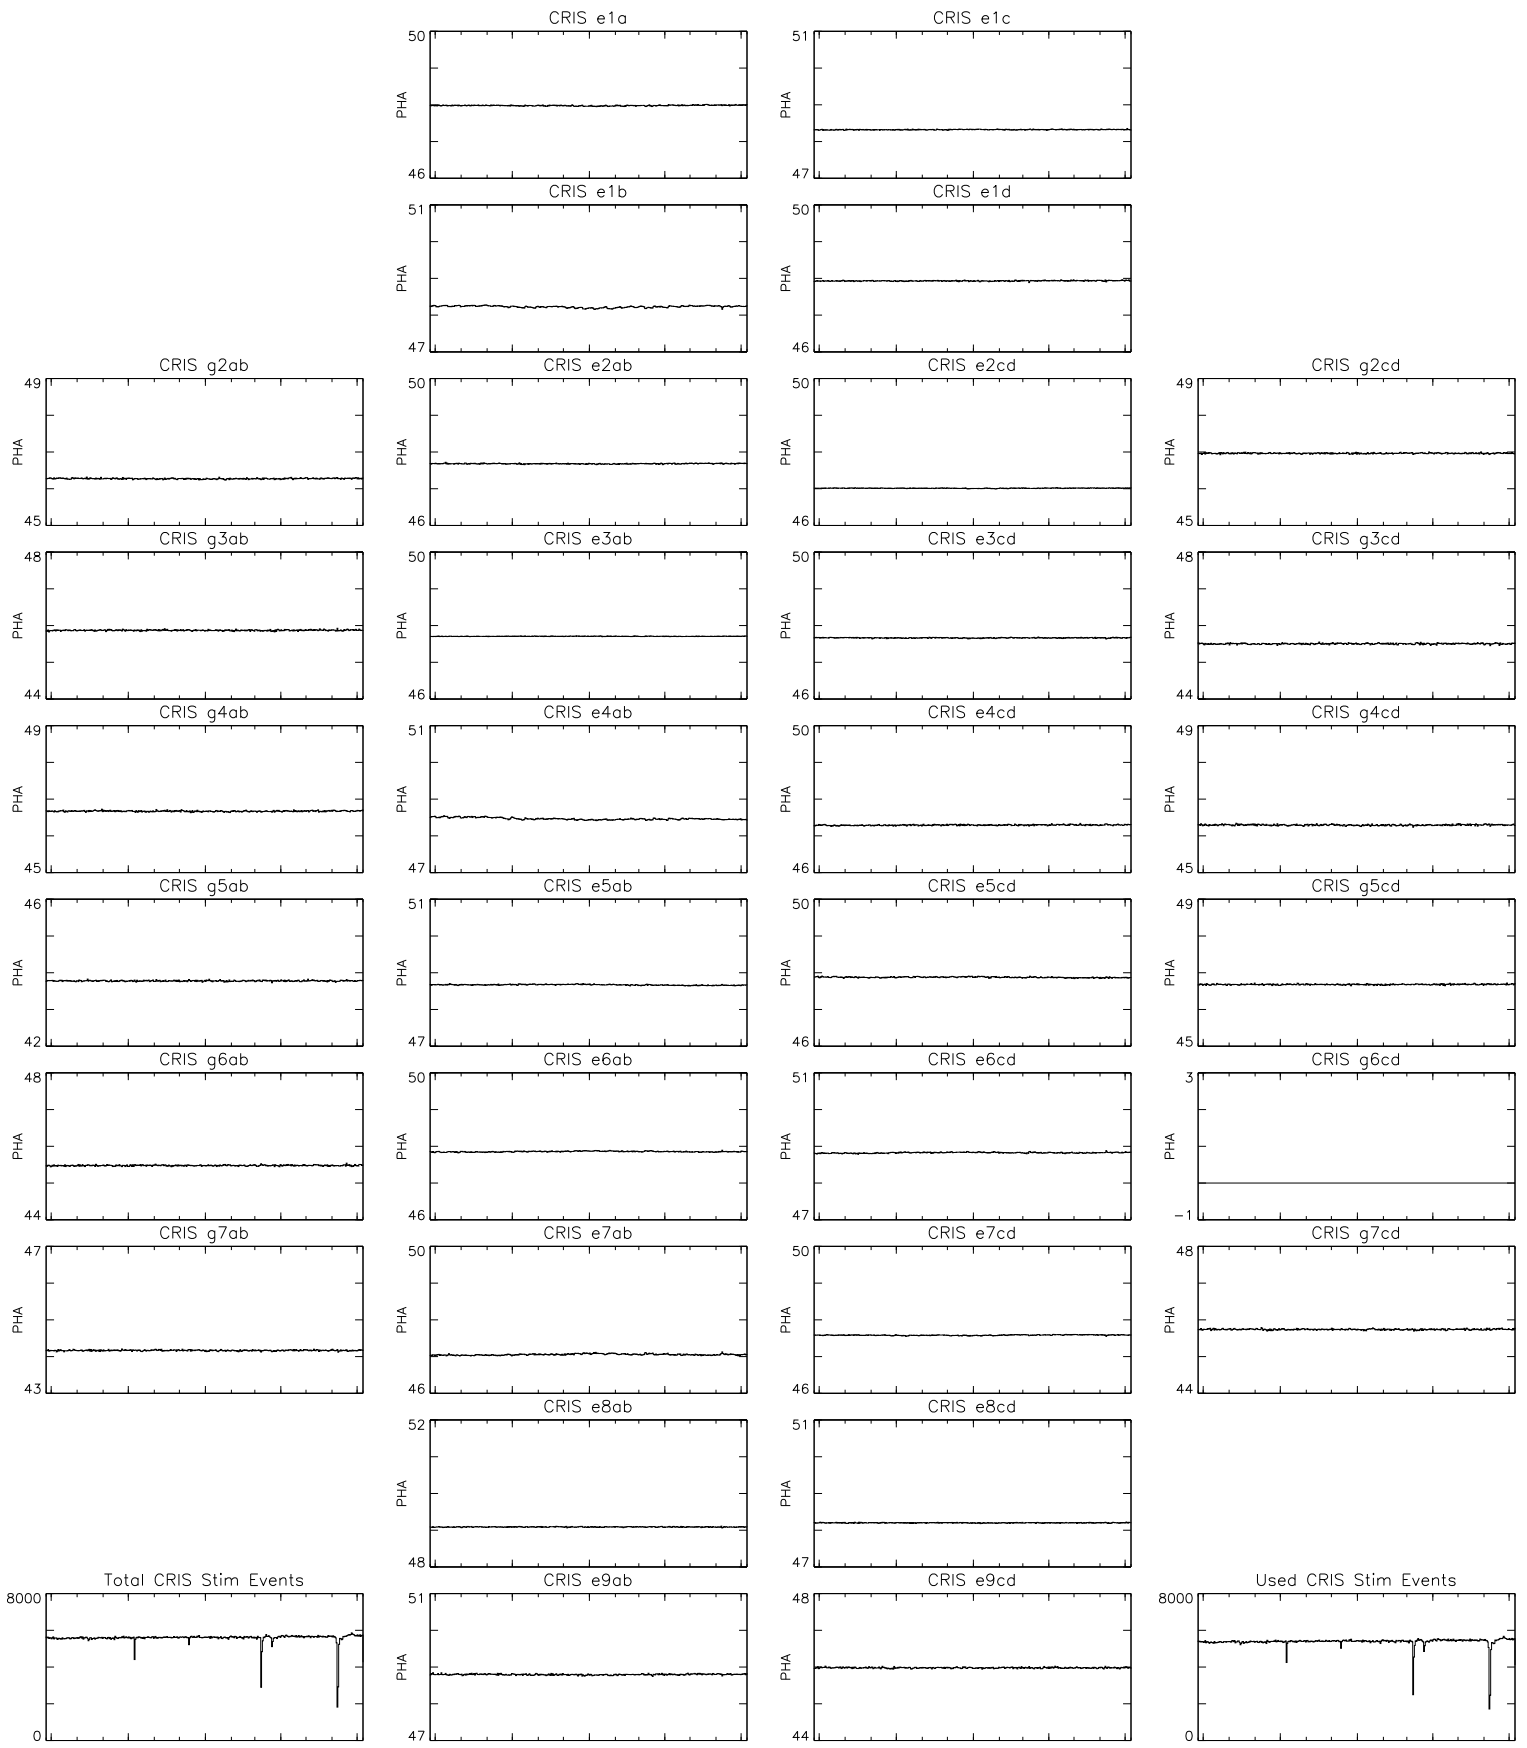 CRIS e1a CRIS e1c
50 51
PHA PHA
46 47
CRIS e1b CRIS e1d
51 50
PHA PHA
47 46
CRIS g2ab CRIS e2ab CRIS e2cd CRIS g2cd
49 50 50 49
PHA PHA PHA PHA
45 46 46 45
CRIS g3ab CRIS e3ab CRIS e3cd CRIS g3cd
48 50 50 48
PHA PHA PHA PHA
44 46 46 44
CRIS g4ab CRIS e4ab CRIS e4cd CRIS g4cd
49 51 50 49
PHA PHA PHA PHA
45 47 46 45
CRIS g5ab CRIS e5ab CRIS e5cd CRIS g5cd
46 51 50 49
PHA PHA PHA PHA
42 47 46 45
CRIS g6ab CRIS e6ab CRIS e6cd CRIS g6cd
48 50 51 3
PHA PHA PHA PHA
44 46 47 -1
CRIS g7ab CRIS e7ab CRIS e7cd CRIS g7cd
47 50 50 48
PHA PHA PHA PHA
43 46 46 44
CRIS e8ab CRIS e8cd
52 51
PHA PHA
48 47
Total CRIS Stim Events CRIS e9ab CRIS e9cd Used CRIS Stim Events
8000 51 48 8000
PHA PHA
0 47 44 0